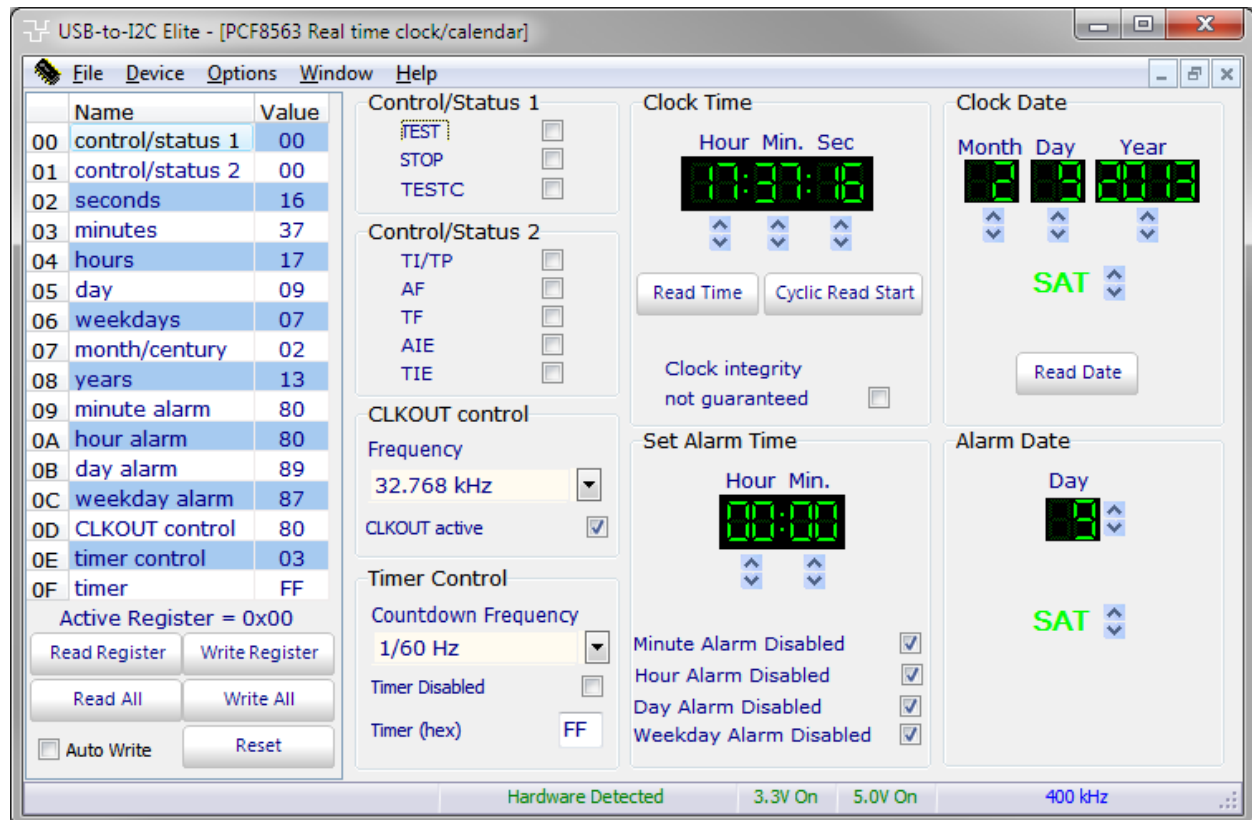 USB-to-I2C Elite - [PCF8563 Real time clock/calendar]
File Device Options Window Help
Name Value
00 control/status 1 00
01 control/status 2 00
02 seconds 16
03 minutes 37
04 hours 17
05 day 09
06 weekdays 07
07 month/century 02
08 years 13
09 minute alarm 80
0A hour alarm 80
0B day alarm 89
0C weekday alarm 87
0D CLKOUT control 80
0E timer control 03
0F timer FF
Active Register = 0x00
Read Register Write Register
Read All Write All
Auto Write Reset
Control/Status 1
TEST
STOP
TESTC
Control/Status 2
TI/TP
AF
TF
AIE
TIE
CLKOUT control
Frequency
32.768 kHz
CLKOUT active
Timer Control
Countdown Frequency
1/60 Hz
Timer Disabled
Timer (hex) FF
Clock Time
Hour Min. Sec
17:37:16
Read Time Cyclic Read Start
Clock integrity
not guaranteed
Set Alarm Time
Hour Min.
00:00
Minute Alarm Disabled
Hour Alarm Disabled
Day Alarm Disabled
Weekday Alarm Disabled
Clock Date
Month Day Year
2 9 2013
SAT
Read Date
Alarm Date
Day
9
SAT
Hardware Detected 3.3V On 5.0V On 400 kHz